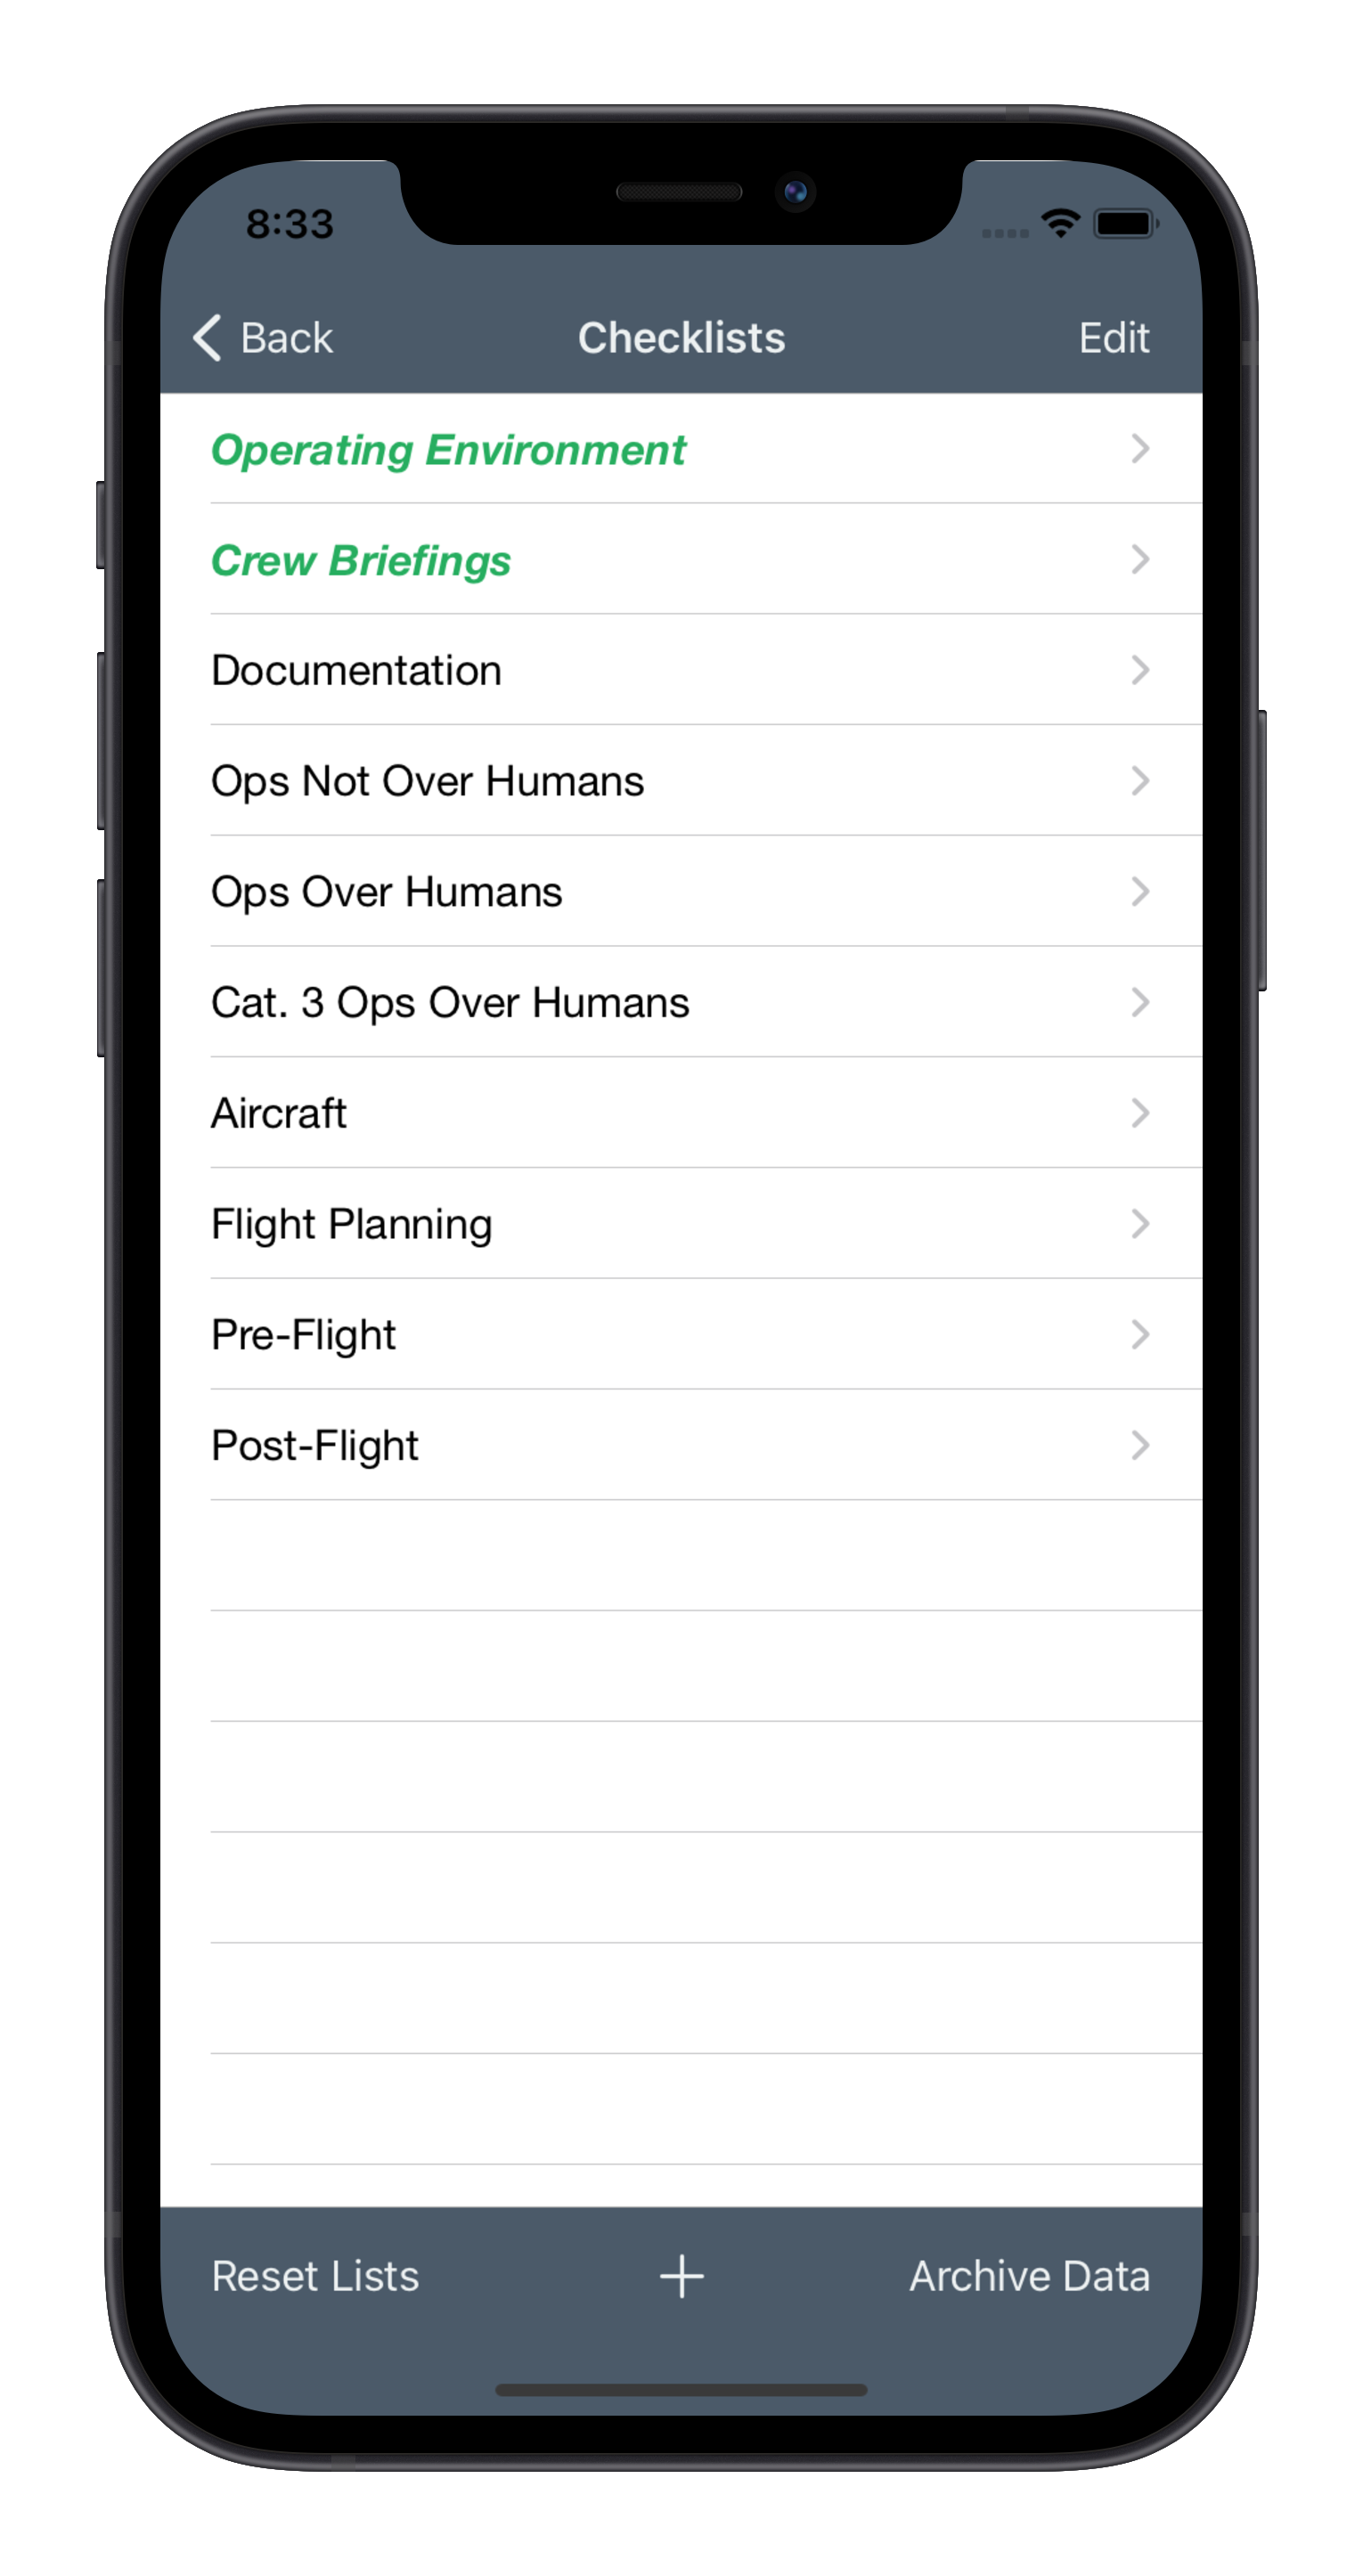 8:33
Back Checklists Edit
Operating Environment
Crew Briefings
Documentation
Ops Not Over Humans
Ops Over Humans
Cat. 3 Ops Over Humans
Aircraft
Flight Planning
Pre-Flight
Post-Flight
Reset Lists + Archive Data